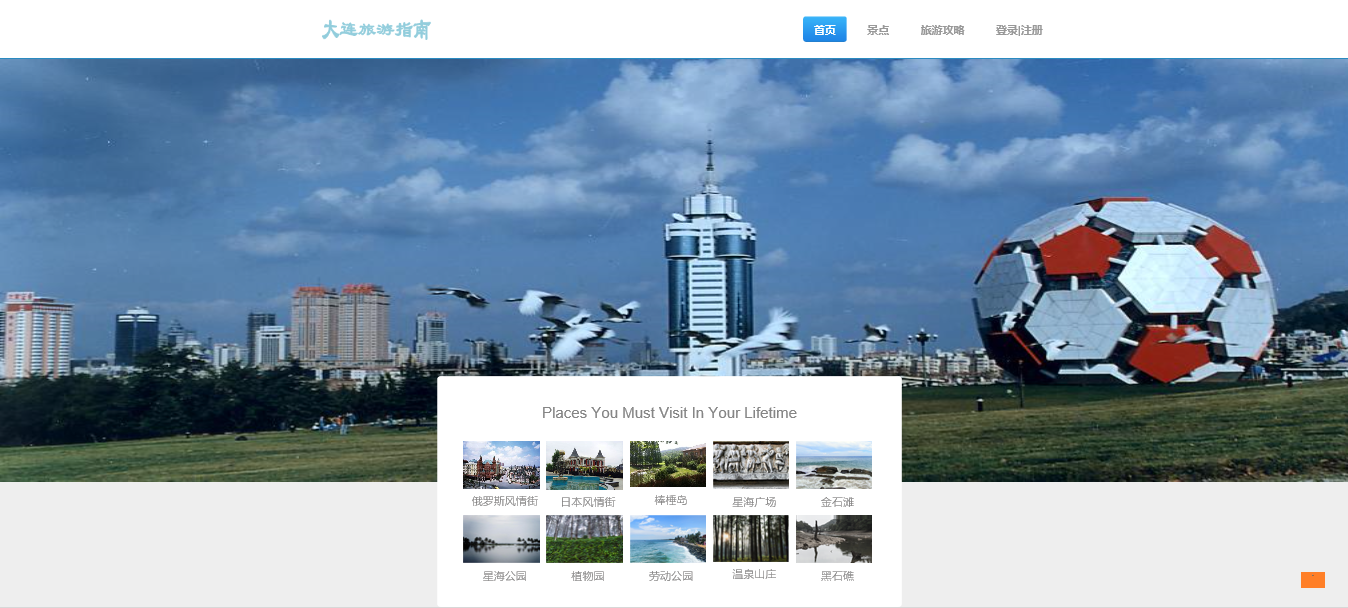 大连旅游指南
首页 景点 旅游攻略 登录|注册
Places You Must Visit In Your Lifetime
俄罗斯风情街 日本风情街 棒棰岛 星海广场 金石滩
星海公园 植物园 劳动公园 温泉山庄 黑石礁